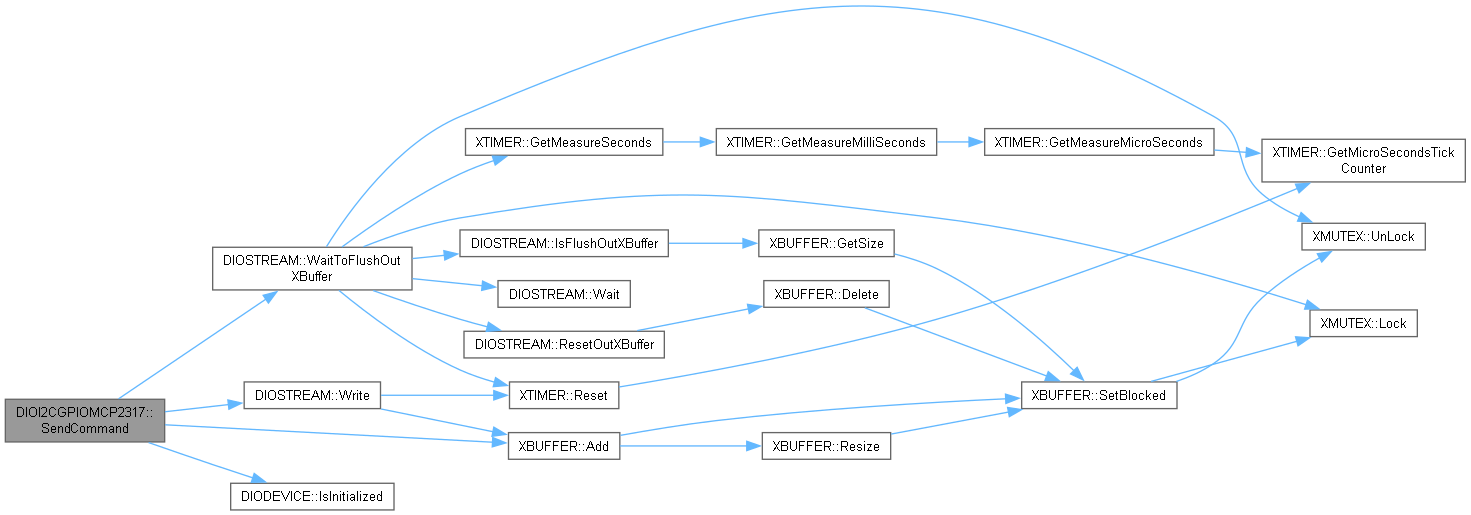 XTIMER::GetMeasureSeconds
XTIMER::GetMeasureMilliSeconds
XTIMER::GetMeasureMicroSeconds
XTIMER::GetMicroSecondsTick
Counter
DIOSTREAM::WaitToFlushOut
XBuffer
DIOSTREAM::IsFlushOutXBuffer
XBUFFER::GetSize
XMUTEX::UnLock
DIOSTREAM::Wait
XBUFFER::Delete
DIOSTREAM::ResetOutXBuffer
XMUTEX::Lock
DIOSTREAM::Write
XTIMER::Reset
XBUFFER::SetBlocked
DIOI2CGPIOMCP2317::
SendCommand
XBUFFER::Add
XBUFFER::Resize
DIODEVICE::IsInitialized